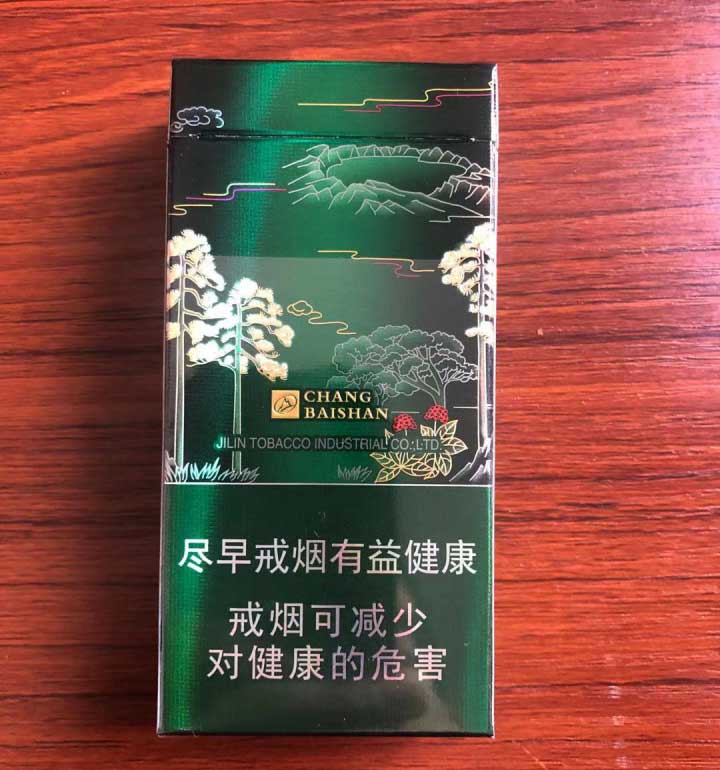 CHANG
BAISHAN
JILIN TOBACCO INDUSTRIAL CO.,LTD.
尽早戒烟有益健康
戒烟可减少
对健康的危害